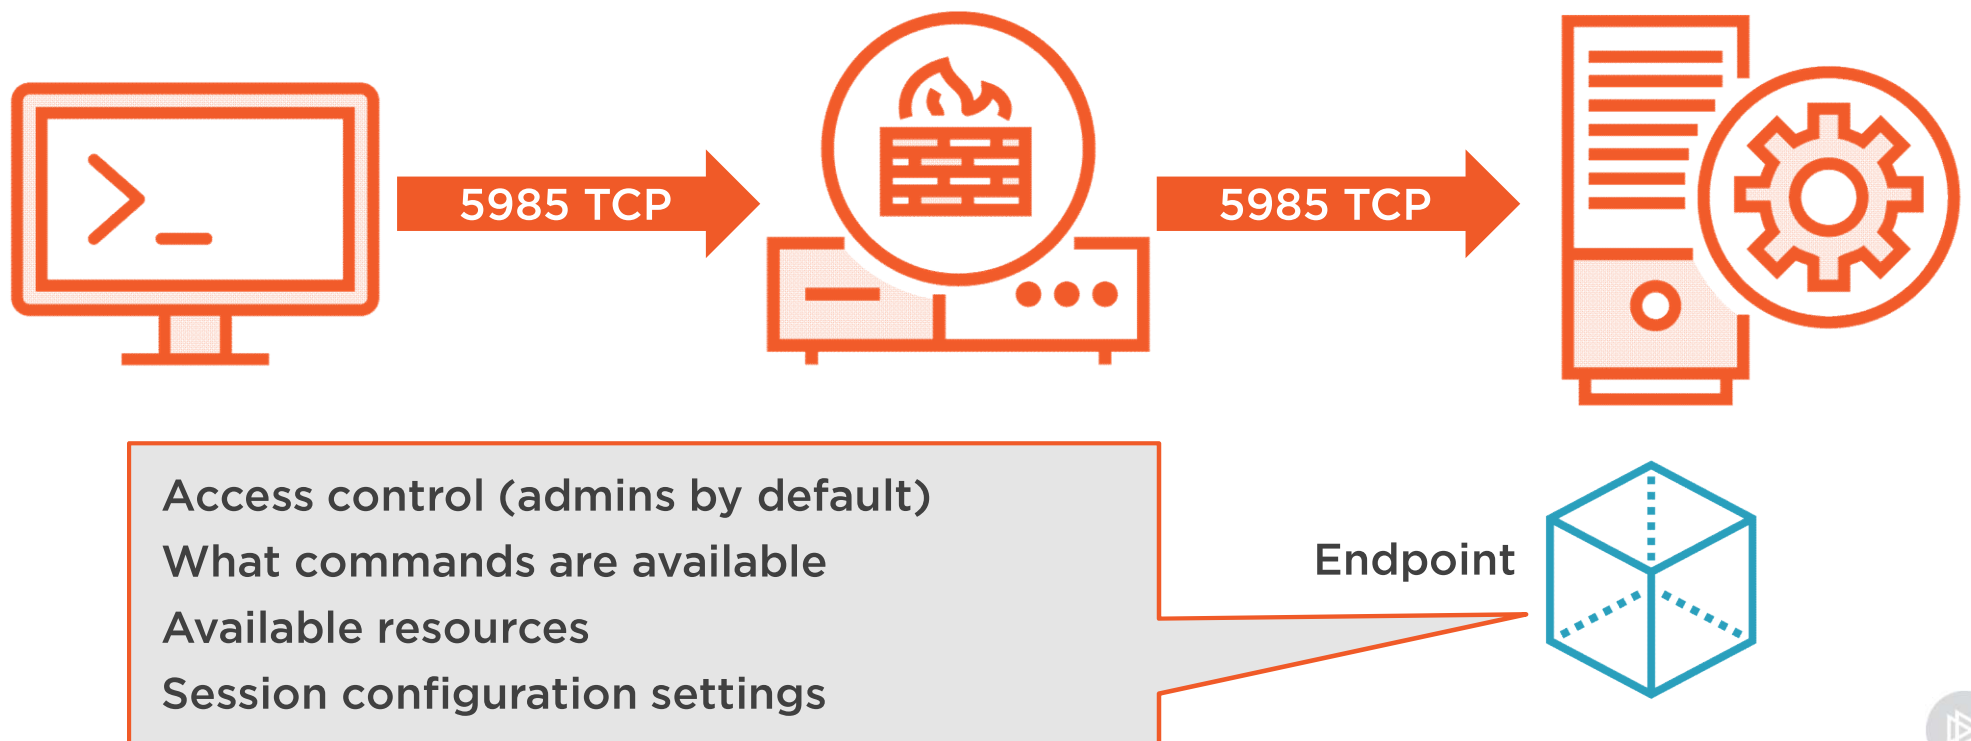 5985 TCP
5985 TCP
Access control (admins by default)
What commands are available
Available resources
Session configuration settings
Endpoint